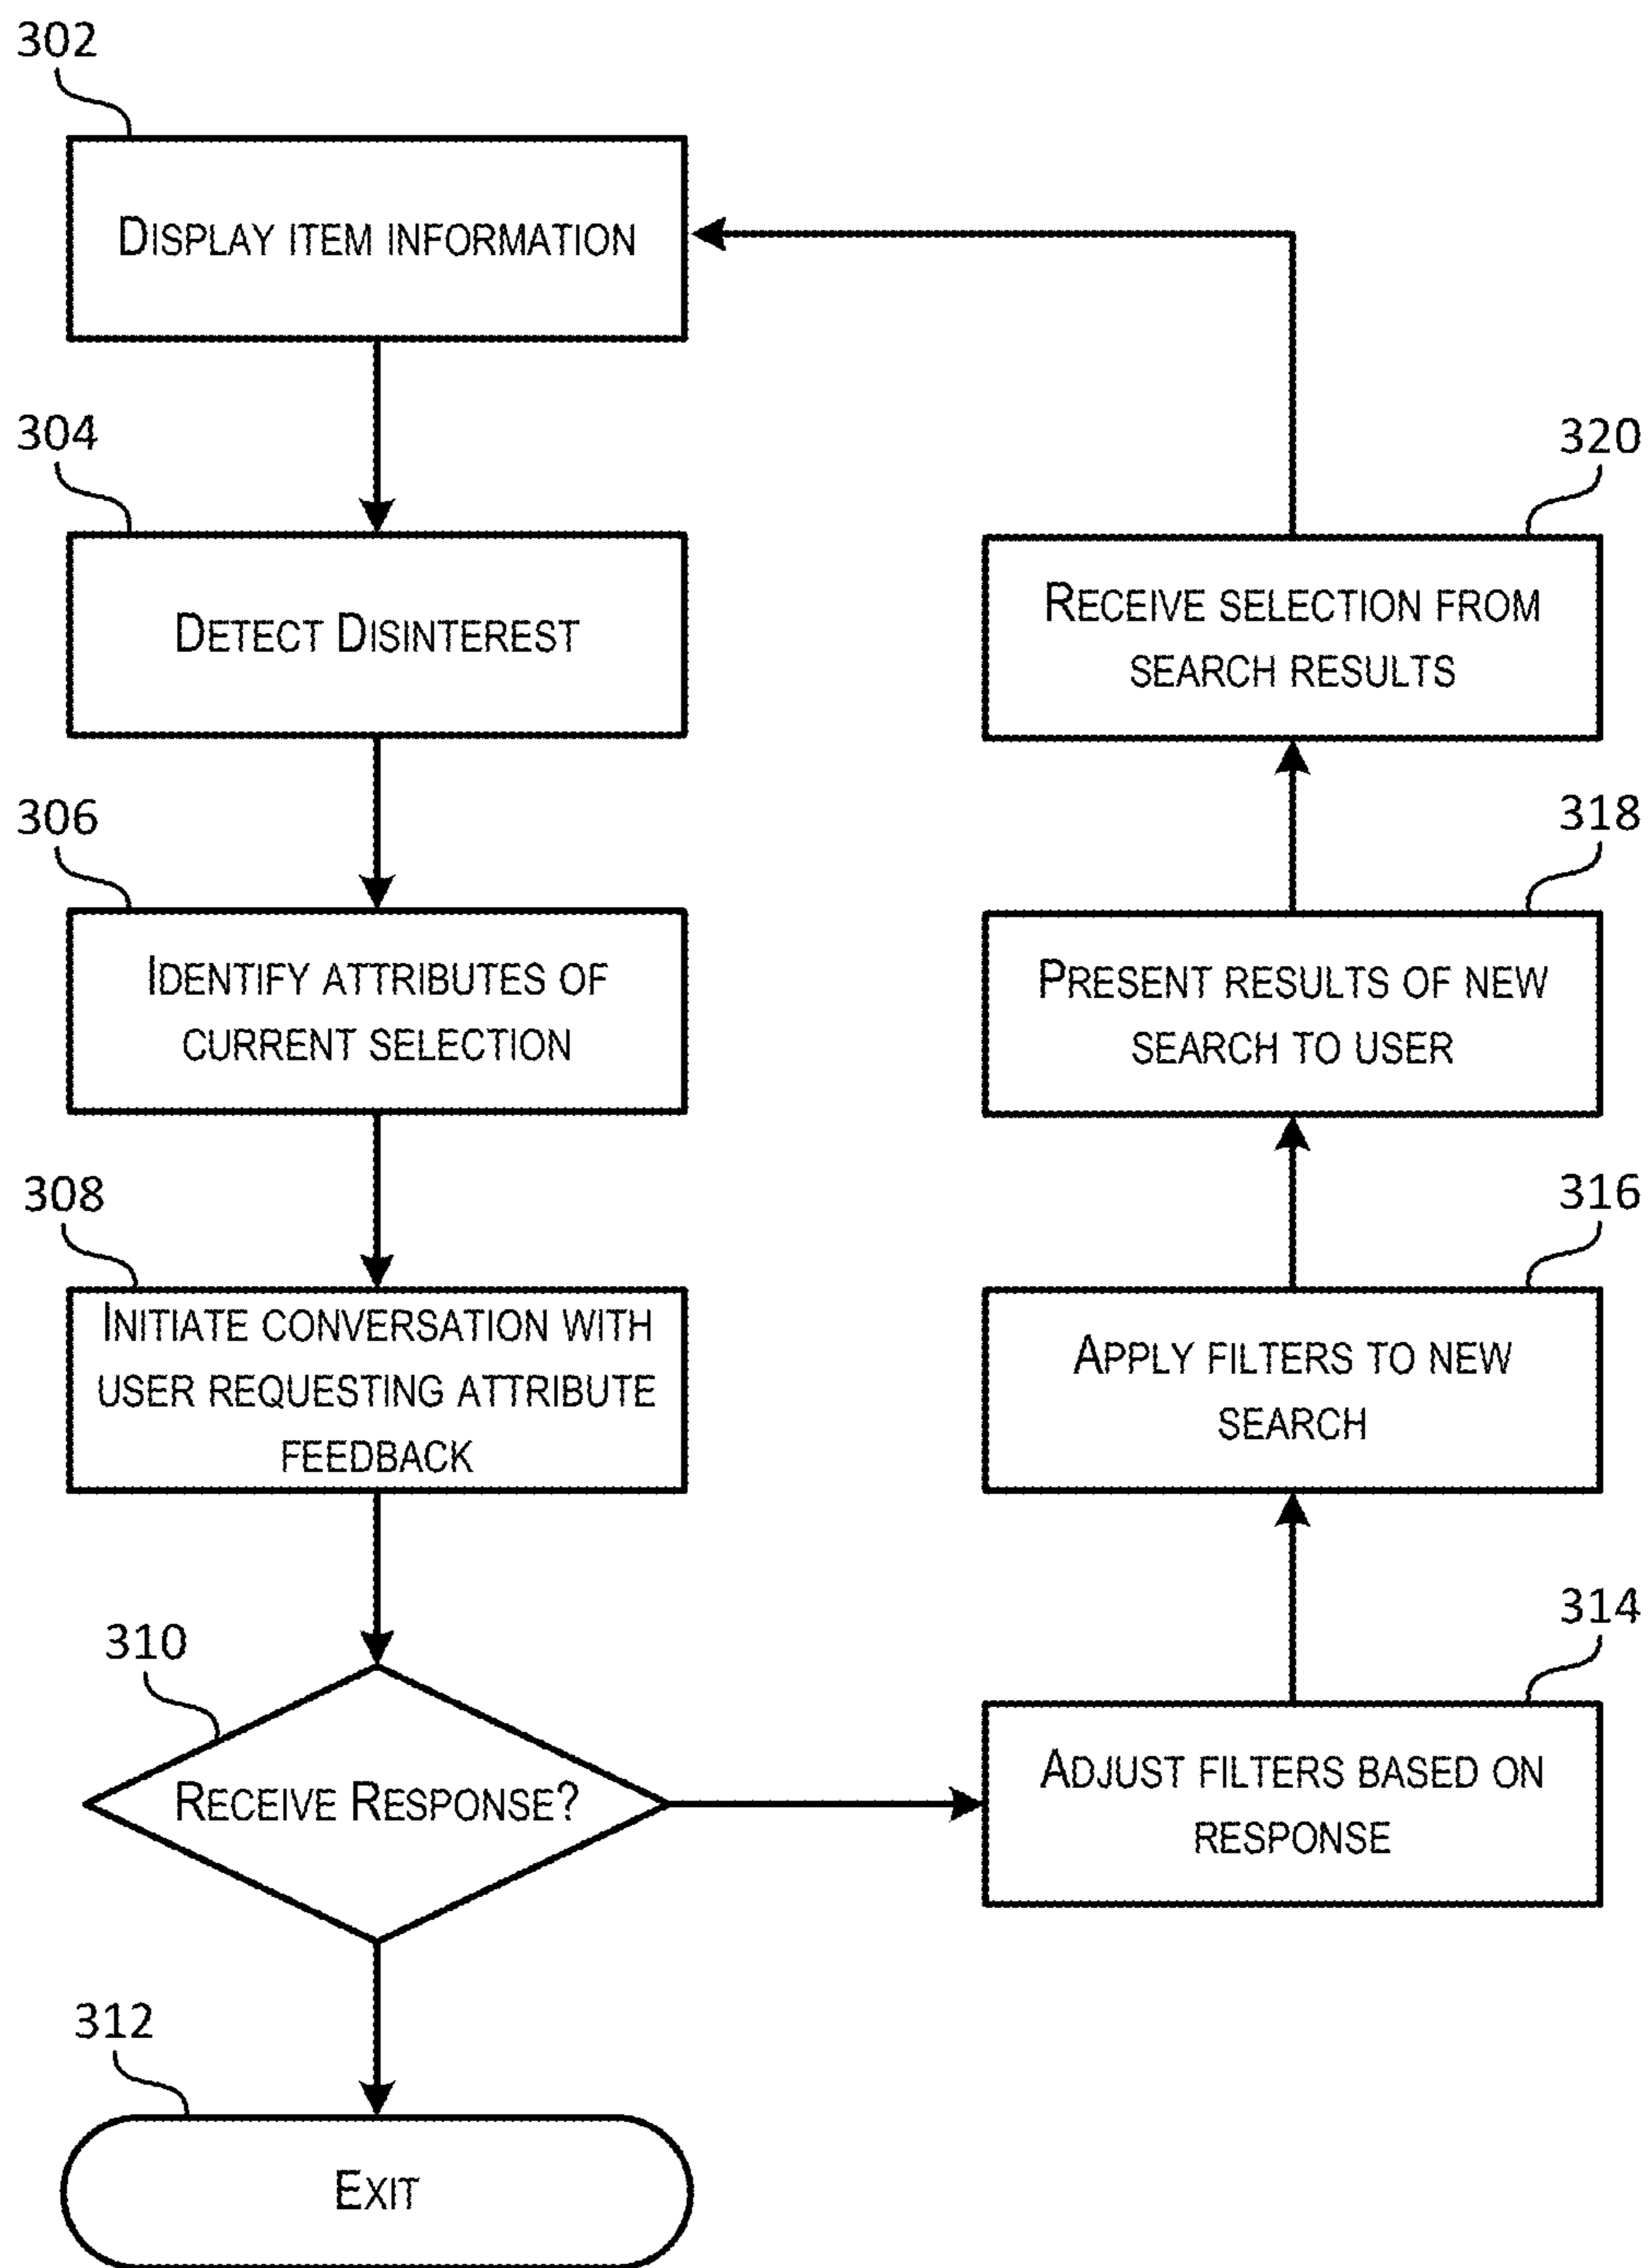 302
DISPLAY ITEM INFORMATION
304
DETECT DISINTEREST
306
IDENTIFY ATTRIBUTES OF
CURRENT SELECTION
308
INITIATE CONVERSATION WITH
USER REQUESTING ATTRIBUTE
FEEDBACK
310
RECEIVE RESPONSE?
312
EXIT
314
ADJUST FILTERS BASED ON
RESPONSE
316
APPLY FILTERS TO NEW
SEARCH
318
PRESENT RESULTS OF NEW
SEARCH TO USER
320
RECEIVE SELECTION FROM
SEARCH RESULTS